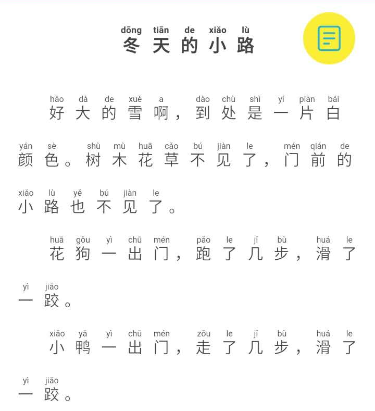 dōng tiān de xiǎo lù
冬天的小路
hǎo dà de xuě a dào chù shì yí piàn bái
好大的雪啊，到处是一片白
yán sè shù mù huā cǎo bú jiàn le mén qián de
颜色。树木花草不见了，门前的
xiǎo lù yě bú jiàn le
小路也不见了。
huā gǒu yì chū mén pǎo le jǐ bù huá le
花狗一出门，跑了几步，滑了
yì jiāo
一跤。
xiǎo yā yì chū mén zǒu le jǐ bù huá le
小鸭一出门，走了几步，滑了
yì jiāo
一跤。